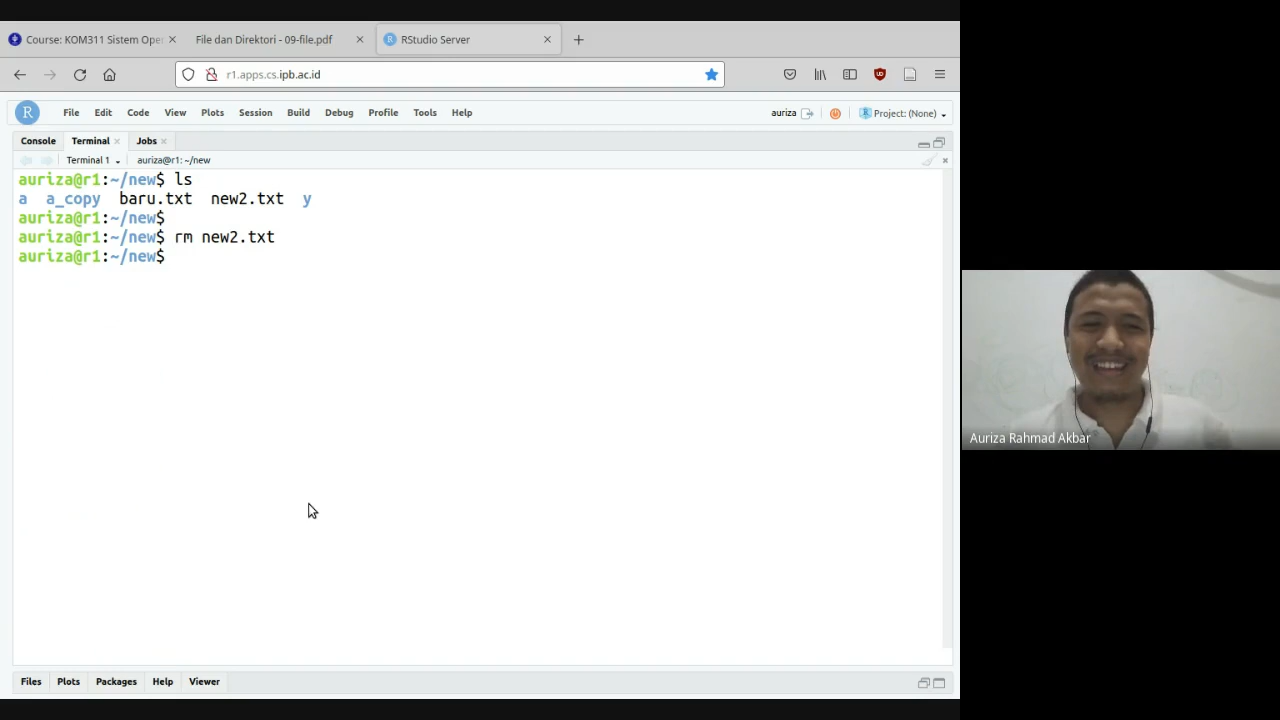 Course: KOM311 Sistem Oper
File dan Direktori - 09-file.pdf
RStudio Server
r1.apps.cs.ipb.ac.id
R File Edit Code View Plots Session Build Debug Profile Tools Help
auriza
Project: (None)
Console Terminal Jobs
Terminal 1 auriza@r1: ~/new
auriza@r1:~/new$ ls
a a_copy baru.txt new2.txt y
auriza@r1:~/new$
auriza@r1:~/new$ rm new2.txt
auriza@r1:~/new$
Auriza Rahmad Akbar
Files Plots Packages Help Viewer